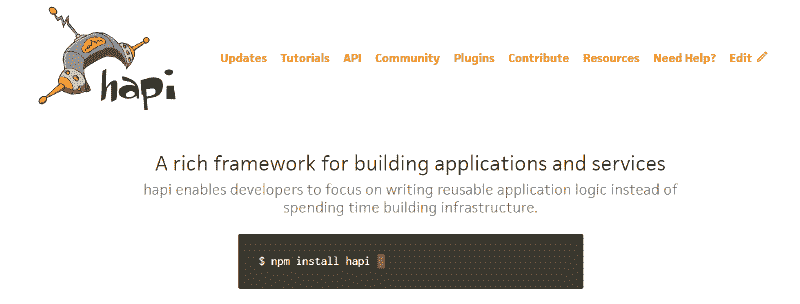 hapi
Updates Tutorials API Community Plugins Contribute Resources Need Help? Edit
A rich framework for building applications and services
hapi enables developers to focus on writing reusable application logic instead of
spending time building infrastructure.
$ npm install hapi